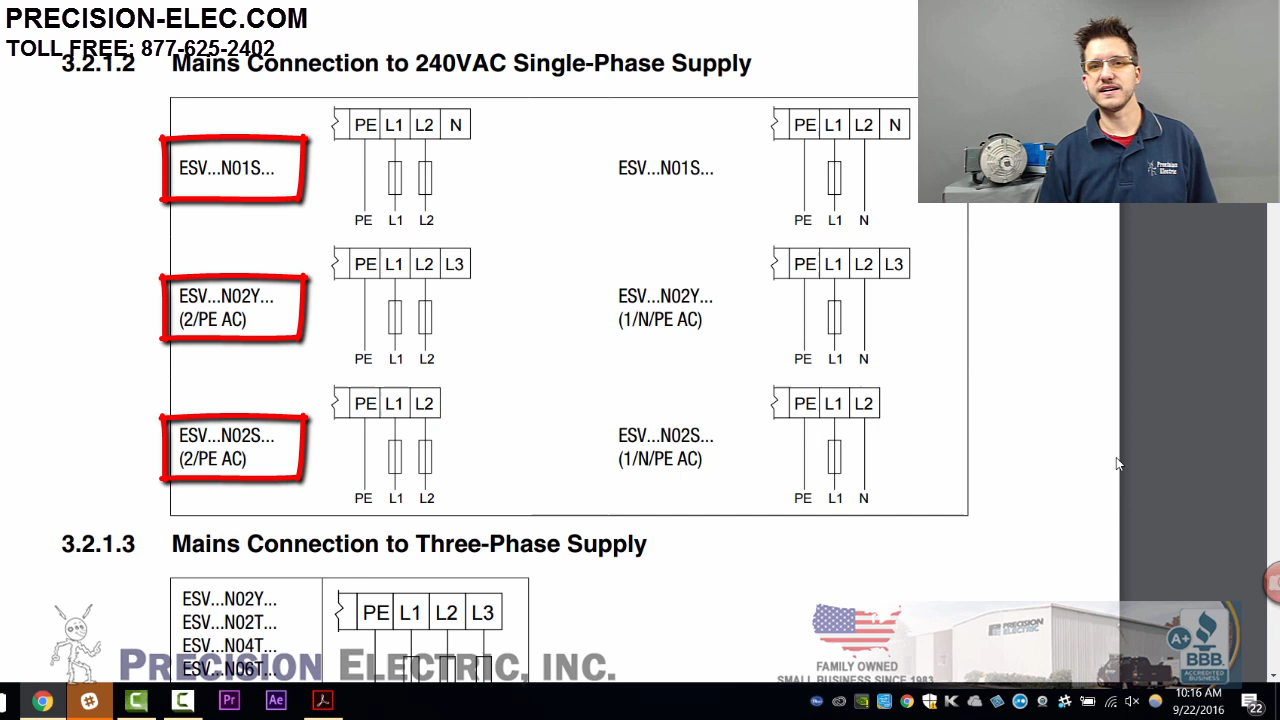 PRECISION-ELEC.COM
TOLL FREE: 877-625-2402
3.2.1.2 Mains Connection to 240VAC Single-Phase Supply
PE L1 L2 N
PE L1 L2 N
ESV...N01S...
ESV...N01S...
Precision
Electric
PE L1 L2
PE L1 N
PE L1 L2 L3
PE L1 L2 L3
ESV...N02Y...
(2/PE AC)
ESV...N02Y...
(1/N/PE AC)
PE L1 L2
PE L1 N
PE L1 L2
PE L1 L2
ESV...N02S...
(2/PE AC)
ESV...N02S...
(1/N/PE AC)
PE L1 L2
PE L1 N
3.2.1.3 Mains Connection to Three-Phase Supply
ESV...N02Y...
ESV...N02T...
ESV...N04T...
ESV...N06T...
PE L1 L2 L3
PRECISION ELECTRIC, INC.
FAMILY OWNED
SMALL BUSINESS SINCE 1983
PRECISION
ELECTRIC
A+
BBB.
ACCREDITED
BUSINESS
Pr
Ae
10:16 AM
9/22/2016
22